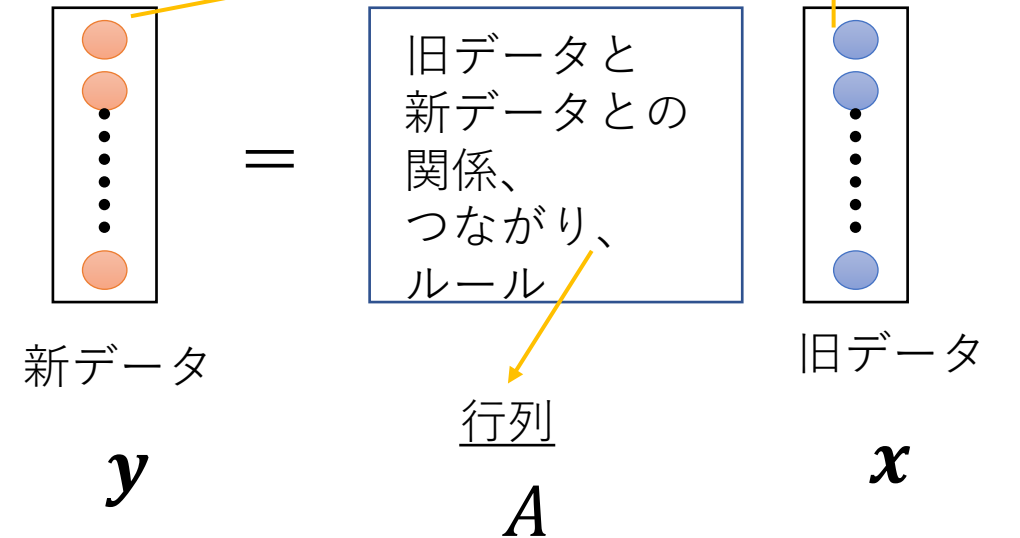 旧データと
新データとの
関係、
つながり、
ルール
=
新データ
旧データ
行列
y
A
x